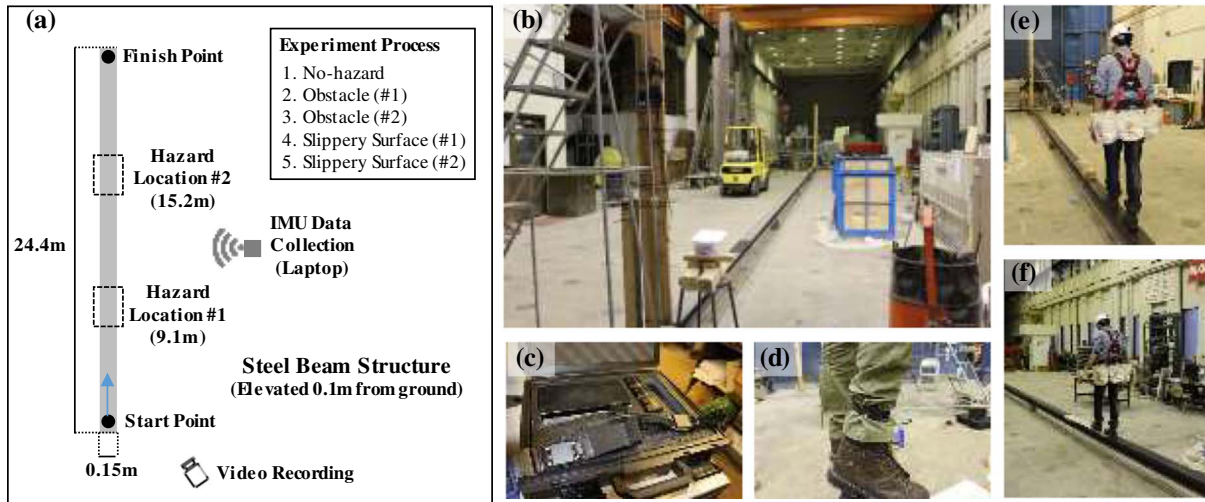 (a)
Finish Point
Experiment Process
1. No-hazard
2. Obstacle (#1)
3. Obstacle (#2)
4. Slippery Surface (#1)
5. Slippery Surface (#2)
Hazard
Location #2
(15.2m)
24.4m
IMU Data
Collection
(Laptop)
Hazard
Location #1
(9.1m)
Steel Beam Structure
(Elevated 0.1m from ground)
Start Point
0.15m
Video Recording
(b)
(c)
(d)
(e)
(f)